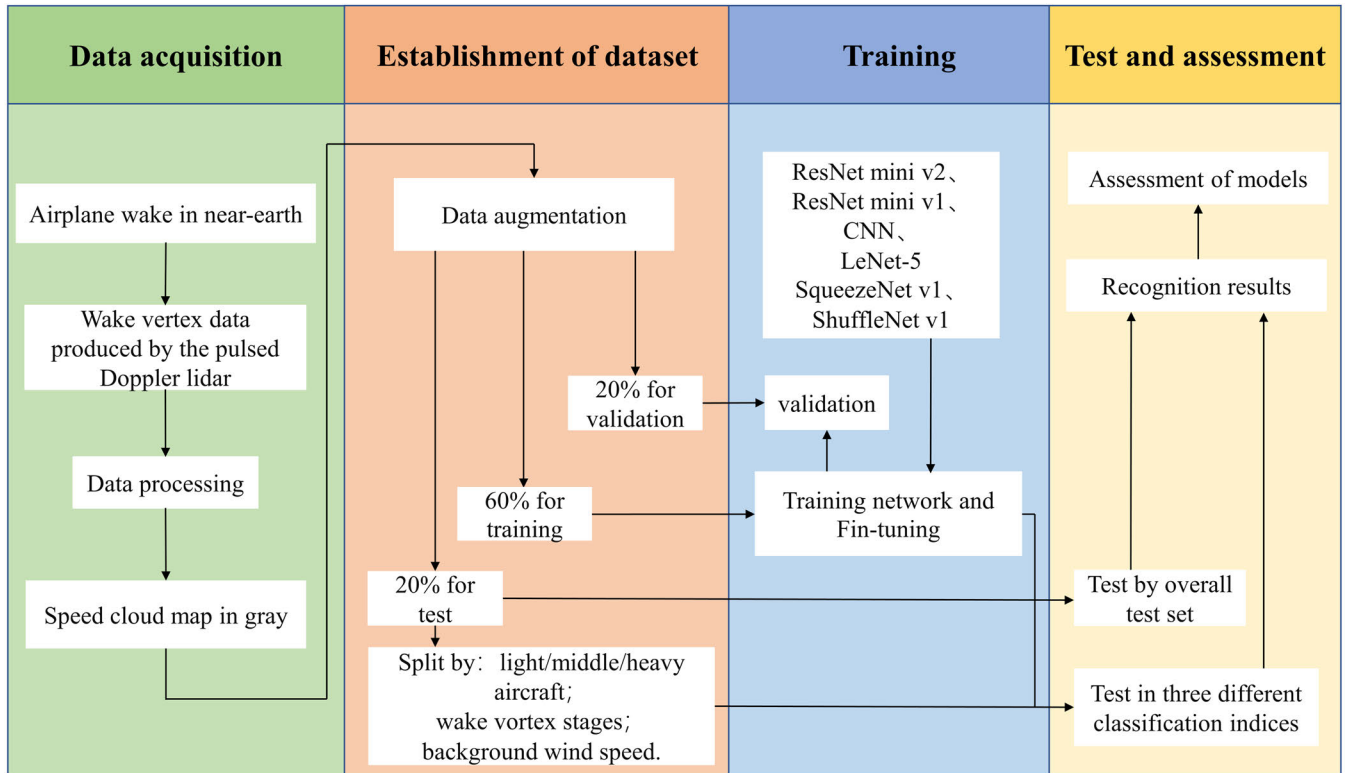 Data acquisition
Establishment of dataset
Training
Test and assessment
Airplane wake in near-earth
Wake vertex data
produced by the pulsed
Doppler lidar
Data processing
Speed cloud map in gray
Data augmentation
20% for
validation
60% for
training
20% for
test
Split by：light/middle/heavy
aircraft；
wake vortex stages；
background wind speed.
ResNet mini v2、
ResNet mini v1、
CNN、
LeNet-5
SqueezeNet v1、
ShuffleNet v1
validation
Training network and
Fin-tuning
Assessment of models
Recognition results
Test by overall
test set
Test in three different
classification indices